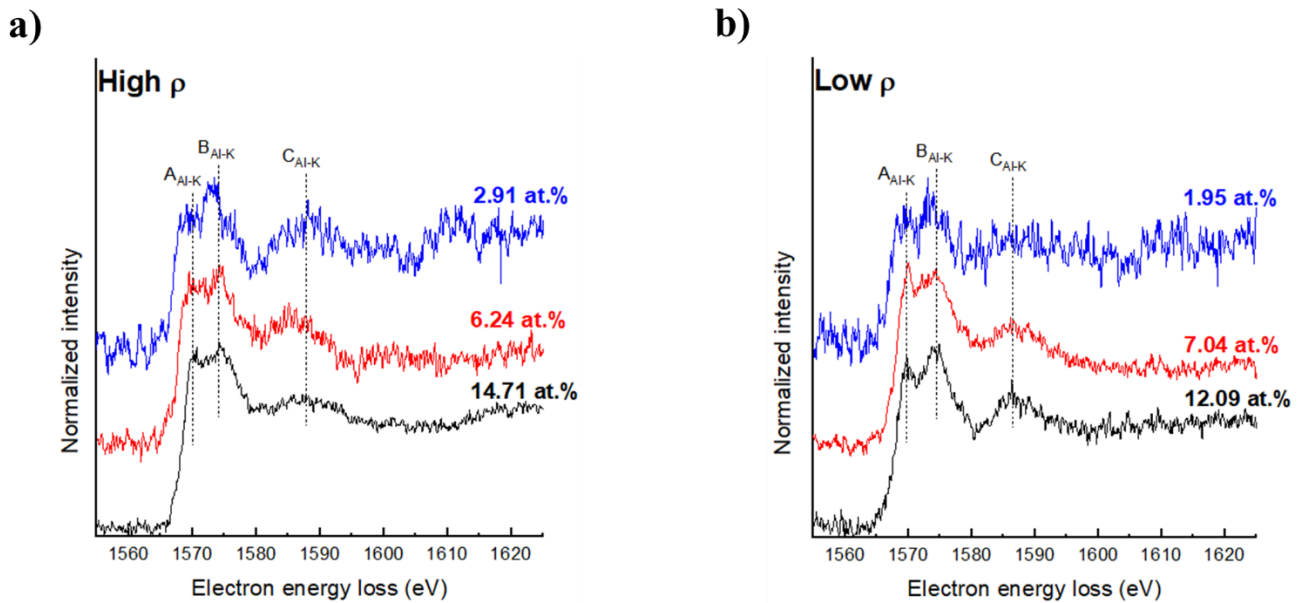 a)
High ρ
A_Al-K
B_Al-K
C_Al-K
2.91 at.%
6.24 at.%
14.71 at.%
Normalized intensity
1560 1570 1580 1590 1600 1610 1620
Electron energy loss (eV)
b)
Low ρ
A_Al-K
B_Al-K
C_Al-K
1.95 at.%
7.04 at.%
12.09 at.%
Normalized intensity
1560 1570 1580 1590 1600 1610 1620
Electron energy loss (eV)